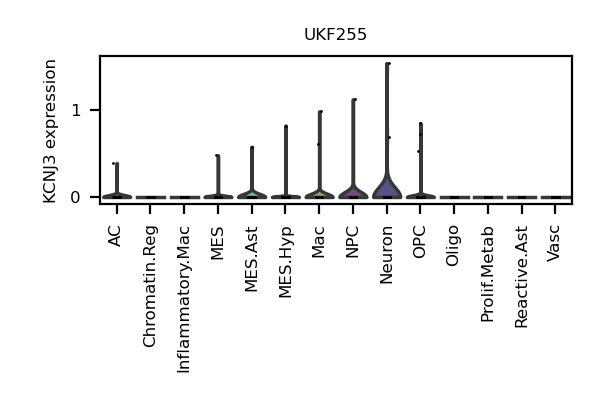 UKF255
KCNJ3 expression
1
0
AC
Chromatin.Reg
Inflammatory.Mac
MES
MES.Ast
MES.Hyp
Mac
NPC
Neuron
OPC
Oligo
Prolif.Metab
Reactive.Ast
Vasc